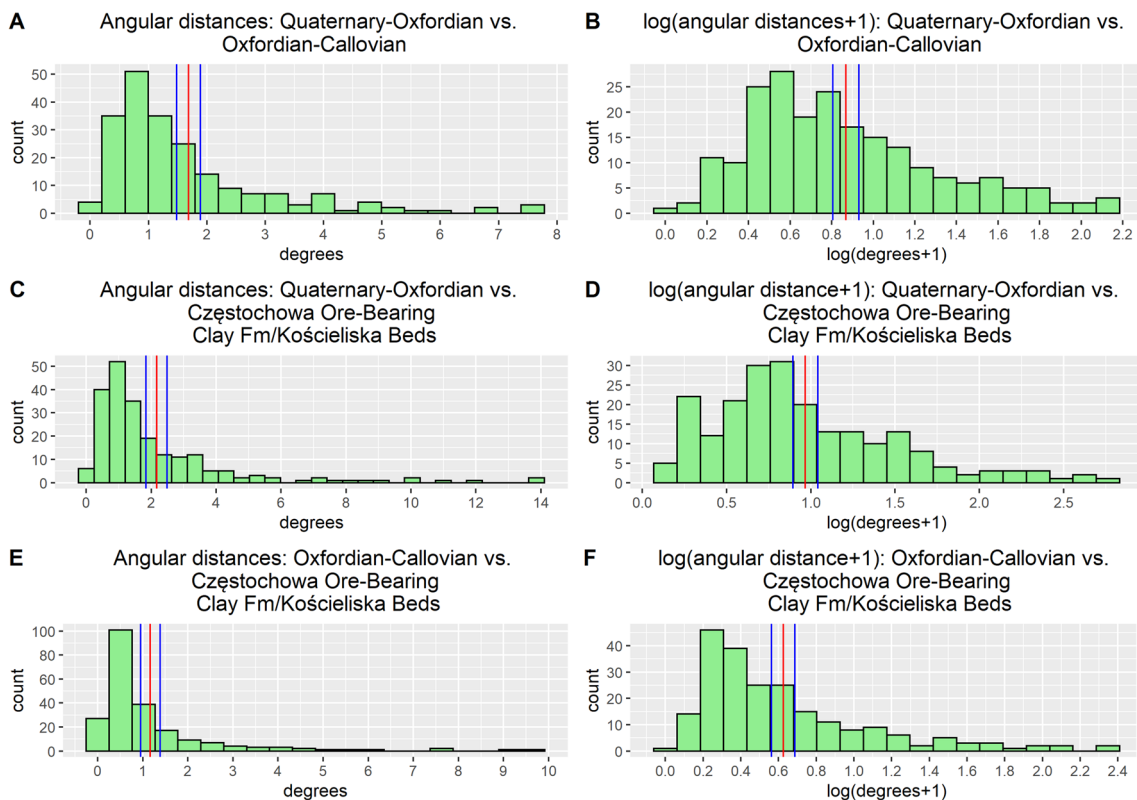 A
Angular distances: Quaternary-Oxfordian vs.
Oxfordian-Callovian
50
40
30
20
10
0
count
0 1 2 3 4 5 6 7 8
degrees
B
log(angular distances+1): Quaternary-Oxfordian vs.
Oxfordian-Callovian
25
20
15
10
5
0
count
0.0 0.2 0.4 0.6 0.8 1.0 1.2 1.4 1.6 1.8 2.0 2.2
log(degrees+1)
C
Angular distances: Quaternary-Oxfordian vs.
Częstochowa Ore-Bearing
Clay Fm/Kościeliska Beds
50
40
30
20
10
0
count
0 2 4 6 8 10 12 14
degrees
D
log(angular distance+1): Quaternary-Oxfordian vs.
Częstochowa Ore-Bearing
Clay Fm/Kościeliska Beds
30
25
20
15
10
5
0
count
0.0 0.5 1.0 1.5 2.0 2.5
log(degrees+1)
E
Angular distances: Oxfordian-Callovian vs.
Częstochowa Ore-Bearing
Clay Fm/Kościeliska Beds
100
80
60
40
20
0
count
0 1 2 3 4 5 6 7 8 9 10
degrees
F
log(angular distance+1): Oxfordian-Callovian vs.
Częstochowa Ore-Bearing
Clay Fm/Kościeliska Beds
40
30
20
10
0
count
0.0 0.2 0.4 0.6 0.8 1.0 1.2 1.4 1.6 1.8 2.0 2.2 2.4
log(degrees+1)